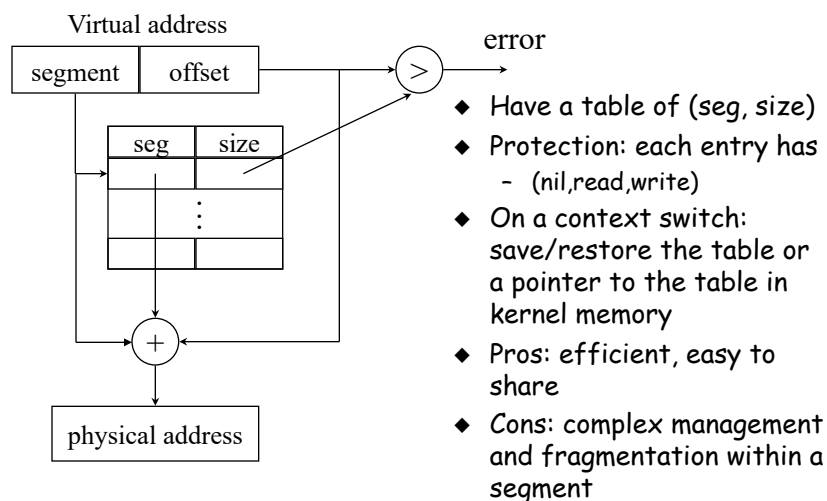 Virtual address
segment
offset
>
error
seg
size
⋮
+
physical address
◆ Have a table of (seg, size)
◆ Protection: each entry has
– (nil,read,write)
◆ On a context switch:
save/restore the table or
a pointer to the table in
kernel memory
◆ Pros: efficient, easy to
share
◆ Cons: complex management
and fragmentation within a
segment